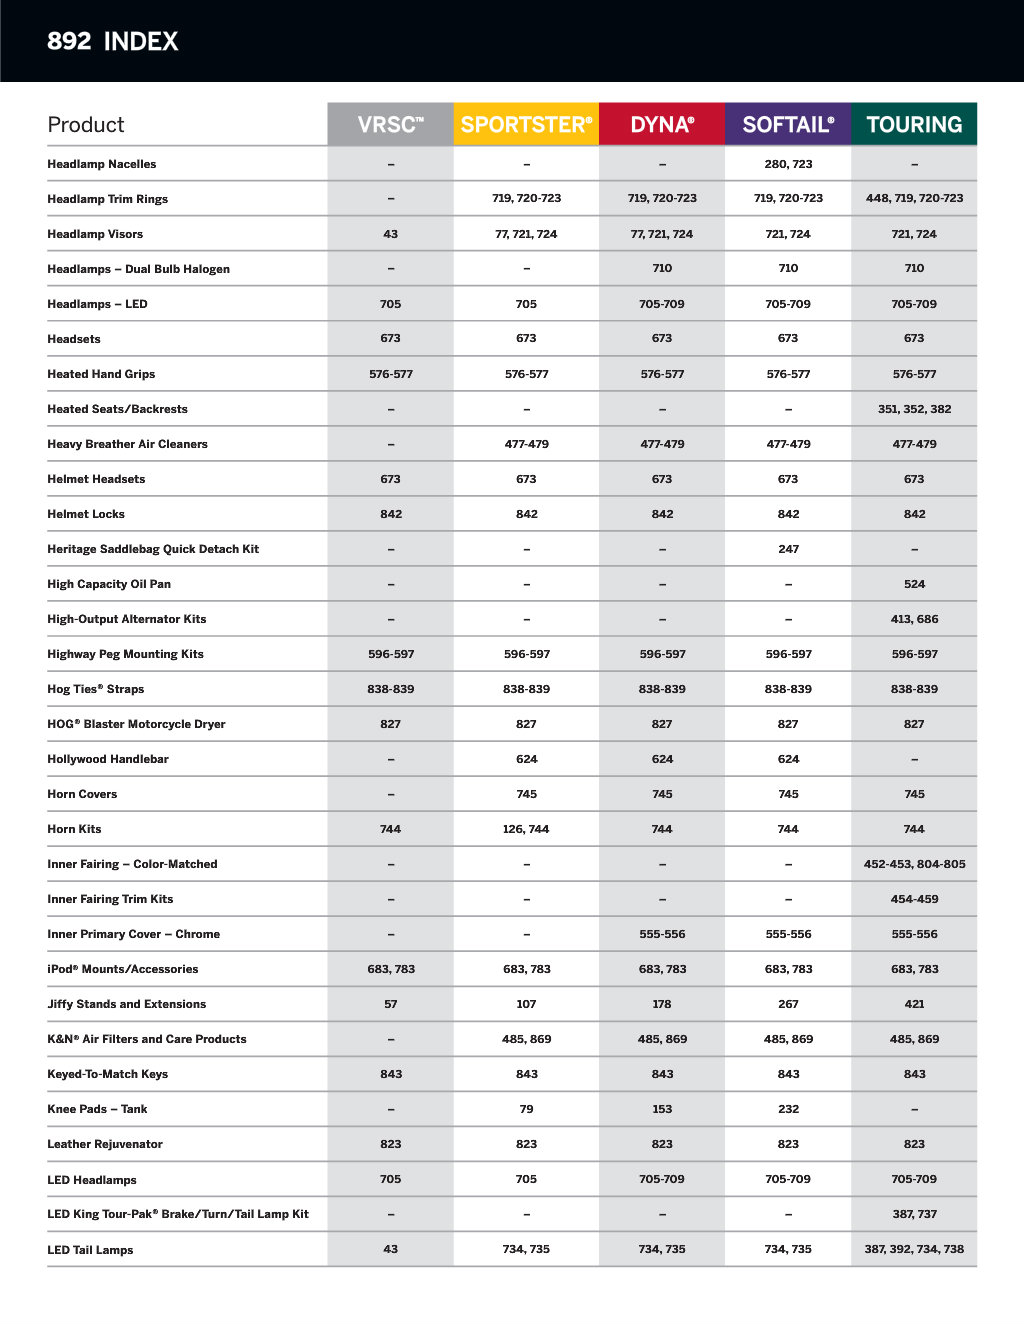 892 INDEX
Product VRSC™ SPORTSTER® DYNA® SOFTAIL® TOURING
Headlamp Nacelles – – – 280, 723 –
Headlamp Trim Rings – 719, 720-723 719, 720-723 719, 720-723 448, 719, 720-723
Headlamp Visors 43 77, 721, 724 77, 721, 724 721, 724 721, 724
Headlamps – Dual Bulb Halogen – – 710 710 710
Headlamps – LED 705 705 705-709 705-709 705-709
Headsets 673 673 673 673 673
Heated Hand Grips 576-577 576-577 576-577 576-577 576-577
Heated Seats/Backrests – – – – 351, 352, 382
Heavy Breather Air Cleaners – 477-479 477-479 477-479 477-479
Helmet Headsets 673 673 673 673 673
Helmet Locks 842 842 842 842 842
Heritage Saddlebag Quick Detach Kit – – – 247 –
High Capacity Oil Pan – – – – 524
High-Output Alternator Kits – – – – 413, 686
Highway Peg Mounting Kits 596-597 596-597 596-597 596-597 596-597
Hog Ties® Straps 838-839 838-839 838-839 838-839 838-839
HOG® Blaster Motorcycle Dryer 827 827 827 827 827
Hollywood Handlebar – 624 624 624 –
Horn Covers – 745 745 745 745
Horn Kits 744 126, 744 744 744 744
Inner Fairing – Color-Matched – – – – 452-453, 804-805
Inner Fairing Trim Kits – – – – 454-459
Inner Primary Cover – Chrome – – 555-556 555-556 555-556
iPod® Mounts/Accessories 683, 783 683, 783 683, 783 683, 783 683, 783
Jiffy Stands and Extensions 57 107 178 267 421
K&N® Air Filters and Care Products – 485, 869 485, 869 485, 869 485, 869
Keyed-To-Match Keys 843 843 843 843 843
Knee Pads – Tank – 79 153 232 –
Leather Rejuvenator 823 823 823 823 823
LED Headlamps 705 705 705-709 705-709 705-709
LED King Tour-Pak® Brake/Turn/Tail Lamp Kit – – – – 387, 737
LED Tail Lamps 43 734, 735 734, 735 734, 735 387, 392, 734, 738